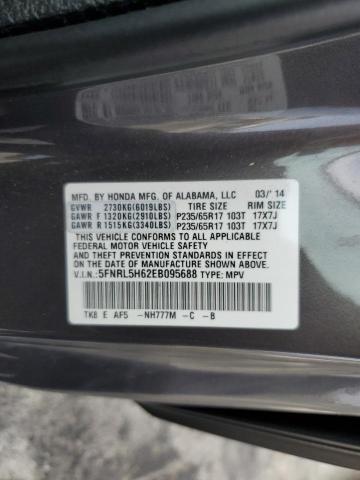 MFD. BY HONDA MFG. OF ALABAMA, LLC 03/'14
GVWR 2730KG(6019LBS) TIRE SIZE RIM SIZE
GAWR F 1320KG(2910LBS) P235/65R17 103T 17X7J
GAWR R 1515KG(3340LBS) P235/65R17 103T 17X7J
THIS VEHICLE CONFORMS TO ALL APPLICABLE
FEDERAL MOTOR VEHICLE SAFETY, BUMPER,
AND THEFT PREVENTION STANDARDS IN EFFECT
ON THE DATE OF MANUFACTURE SHOWN ABOVE.
V.I.N.: 5FNRL5H62EB095688 TYPE: MPV
TK8 E AF5 -NH777M -C -B